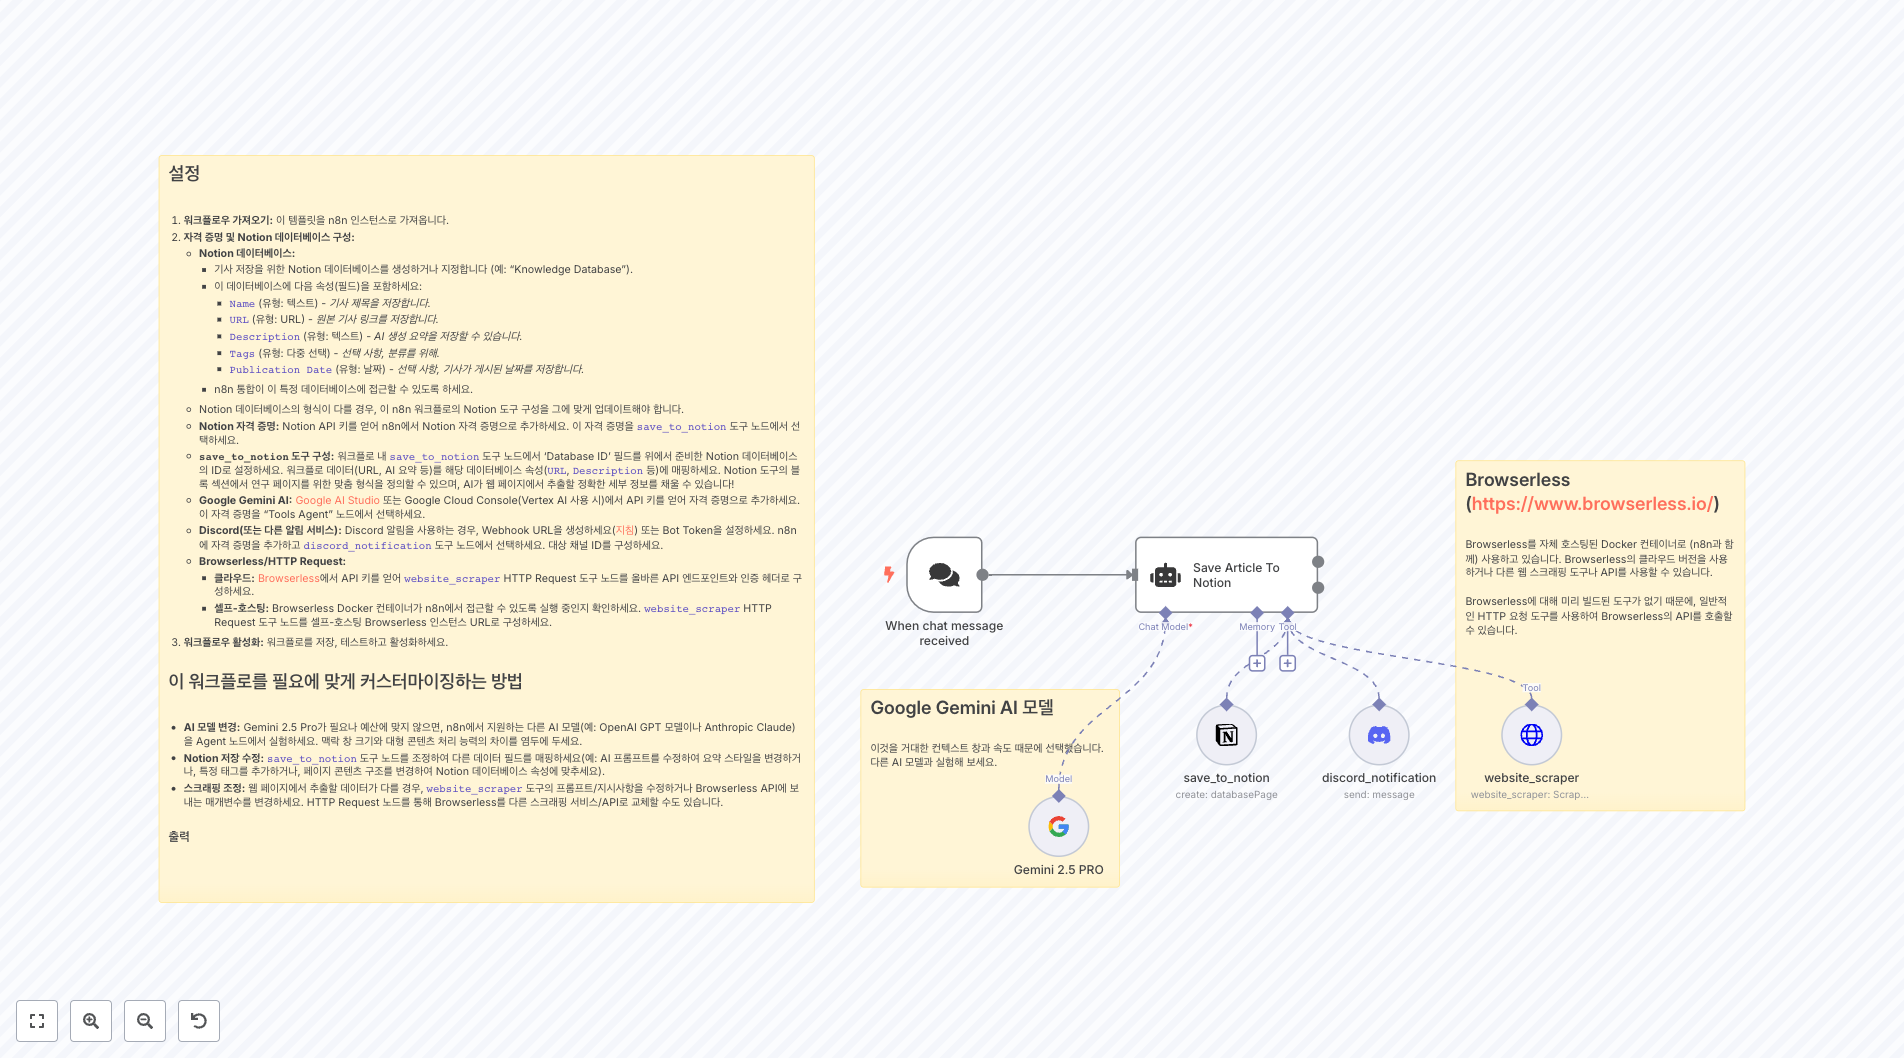 설정
1. 워크플로우 가져오기: 이 템플릿을 n8n 인스턴스로 가져옵니다.
2. 자격 증명 및 Notion 데이터베이스 구성:
Notion 데이터베이스:
기사 저장을 위한 Notion 데이터베이스를 생성하거나 지정합니다 (예: “Knowledge Database”).
이 데이터베이스에 다음 속성(필드)을 포함하세요:
Name (유형: 텍스트) - 기사 제목을 저장합니다.
URL (유형: URL) - 원본 기사 링크를 저장합니다.
Description (유형: 텍스트) - AI 생성 요약을 저장할 수 있습니다.
Tags (유형: 다중 선택) - 선택 사항, 분류를 위해.
Publication Date (유형: 날짜) - 선택 사항, 기사가 게시된 날짜를 저장합니다.
n8n 통합이 이 특정 데이터베이스에 접근할 수 있도록 하세요.
Notion 데이터베이스의 형식이 다를 경우, 이 n8n 워크플로의 Notion 도구 구성을 그에 맞게 업데이트해야 합니다.
Notion 자격 증명: Notion API 키를 얻어 n8n에서 Notion 자격 증명으로 추가하세요. 이 자격 증명을 save_to_notion 도구 노드에서 선
택하세요.
save_to_notion 도구 구성: 워크플로 내 save_to_notion 도구 노드에서 ‘Database ID’ 필드를 위에서 준비한 Notion 데이터베이스
의 ID로 설정하세요. 워크플로 데이터(URL, AI 요약 등)를 해당 데이터베이스 속성(URL, Description 등)에 매핑하세요. Notion 도구의 블
록 섹션에서 연구 페이지를 위한 맞춤 형식을 정의할 수 있으며, AI가 웹 페이지에서 추출할 정확한 세부 정보를 채울 수 있습니다!
Google Gemini AI: Google AI Studio 또는 Google Cloud Console(Vertex AI 사용 시)에서 API 키를 얻어 자격 증명으로 추가하세요.
이 자격 증명을 “Tools Agent” 노드에서 선택하세요.
Discord(또는 다른 알림 서비스): Discord 알림을 사용하는 경우, Webhook URL을 생성하세요(지침) 또는 Bot Token을 설정하세요. n8n
에 자격 증명을 추가하고 discord_notification 도구 노드에서 선택하세요. 대상 채널 ID를 구성하세요.
Browserless/HTTP Request:
클라우드: Browserless에서 API 키를 얻어 website_scraper HTTP Request 도구 노드를 올바른 API 엔드포인트와 인증 헤더로 구
성하세요.
셀프-호스팅: Browserless Docker 컨테이너가 n8n에서 접근할 수 있도록 실행 중인지 확인하세요. website_scraper HTTP
Request 도구 노드를 셀프-호스팅 Browserless 인스턴스 URL로 구성하세요.
3. 워크플로우 활성화: 워크플로를 저장, 테스트하고 활성화하세요.
이 워크플로를 필요에 맞게 커스터마이징하는 방법
AI 모델 변경: Gemini 2.5 Pro가 필요나 예산에 맞지 않으면, n8n에서 지원하는 다른 AI 모델(예: OpenAI GPT 모델이나 Anthropic Claude)
을 Agent 노드에서 실험하세요. 맥락 창 크기와 대형 콘텐츠 처리 능력의 차이를 염두에 두세요.
Notion 저장 수정: save_to_notion 도구 노드를 조정하여 다른 데이터 필드를 매핑하세요(예: AI 프롬프트를 수정하여 요약 스타일을 변경하거
나, 특정 태그를 추가하거나, 페이지 콘텐츠 구조를 변경하여 Notion 데이터베이스 속성에 맞추세요).
스크래핑 조정: 웹 페이지에서 추출할 데이터가 다를 경우, website_scraper 도구의 프롬프트/지시사항을 수정하거나 Browserless API에 보
내는 매개변수를 변경하세요. HTTP Request 노드를 통해 Browserless를 다른 스크래핑 서비스/API로 교체할 수도 있습니다.
출력
When chat message
received
Save Article To
Notion
Chat Model*
Memory
Tool
Google Gemini AI 모델
이것을 거대한 컨텍스트 창과 속도 때문에 선택했습니다.
다른 AI 모델과 실험해 보세요.
Model
Gemini 2.5 PRO
save_to_notion
create: databasePage
discord_notification
send: message
Browserless
(https://www.browserless.io/)
Browserless를 자체 호스팅된 Docker 컨테이너로 (n8n과 함
께) 사용하고 있습니다. Browserless의 클라우드 버전을 사용
하거나 다른 웹 스크래핑 도구나 API를 사용할 수 있습니다.
Browserless에 대해 미리 빌드된 도구가 없기 때문에, 일반적
인 HTTP 요청 도구를 사용하여 Browserless의 API를 호출할
수 있습니다.
Tool
website_scraper
website_scraper: Scrap...